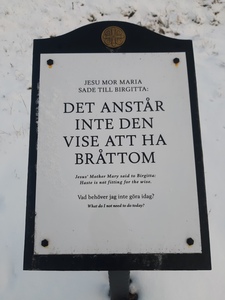 JESU MOR MARIA
SADE TILL BIRGITTA:
DET ANSTÅR
INTE DEN
VISE ATT HA
BRÅTTOM
Jesus' Mother Mary said to Birgitta:
Haste is not fitting for the wise.
Vad behöver jag inte göra idag?
What do I not need to do today?